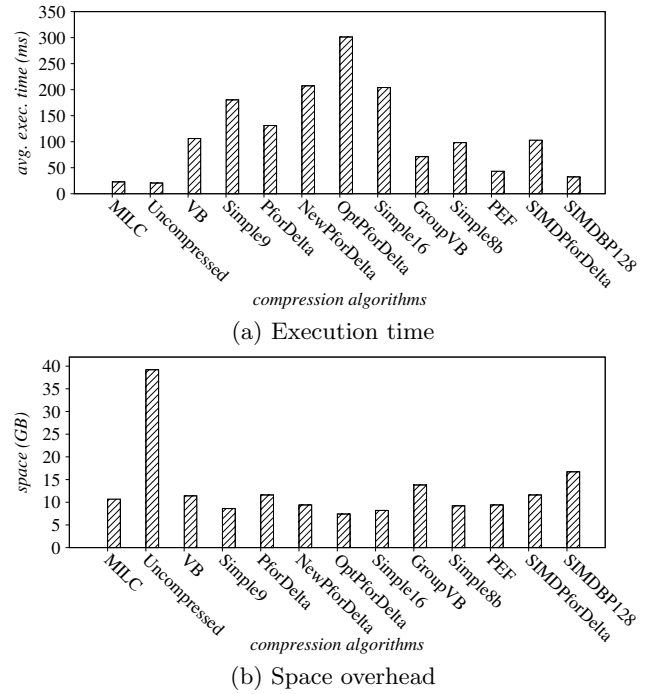 350
300
250
200
150
100
50
0
avg. exec. time (ms)
MILC
Uncompressed
VB
Simple9
PforDelta
NewPforDelta
OptPforDelta
Simple16
GroupVB
Simple8b
PEF
SIMDPforDelta
SIMDBP128
compression algorithms
(a) Execution time
40
35
30
25
20
15
10
5
0
space (GB)
MILC
Uncompressed
VB
Simple9
PforDelta
NewPforDelta
OptPforDelta
Simple16
GroupVB
Simple8b
PEF
SIMDPforDelta
SIMDBP128
compression algorithms
(b) Space overhead